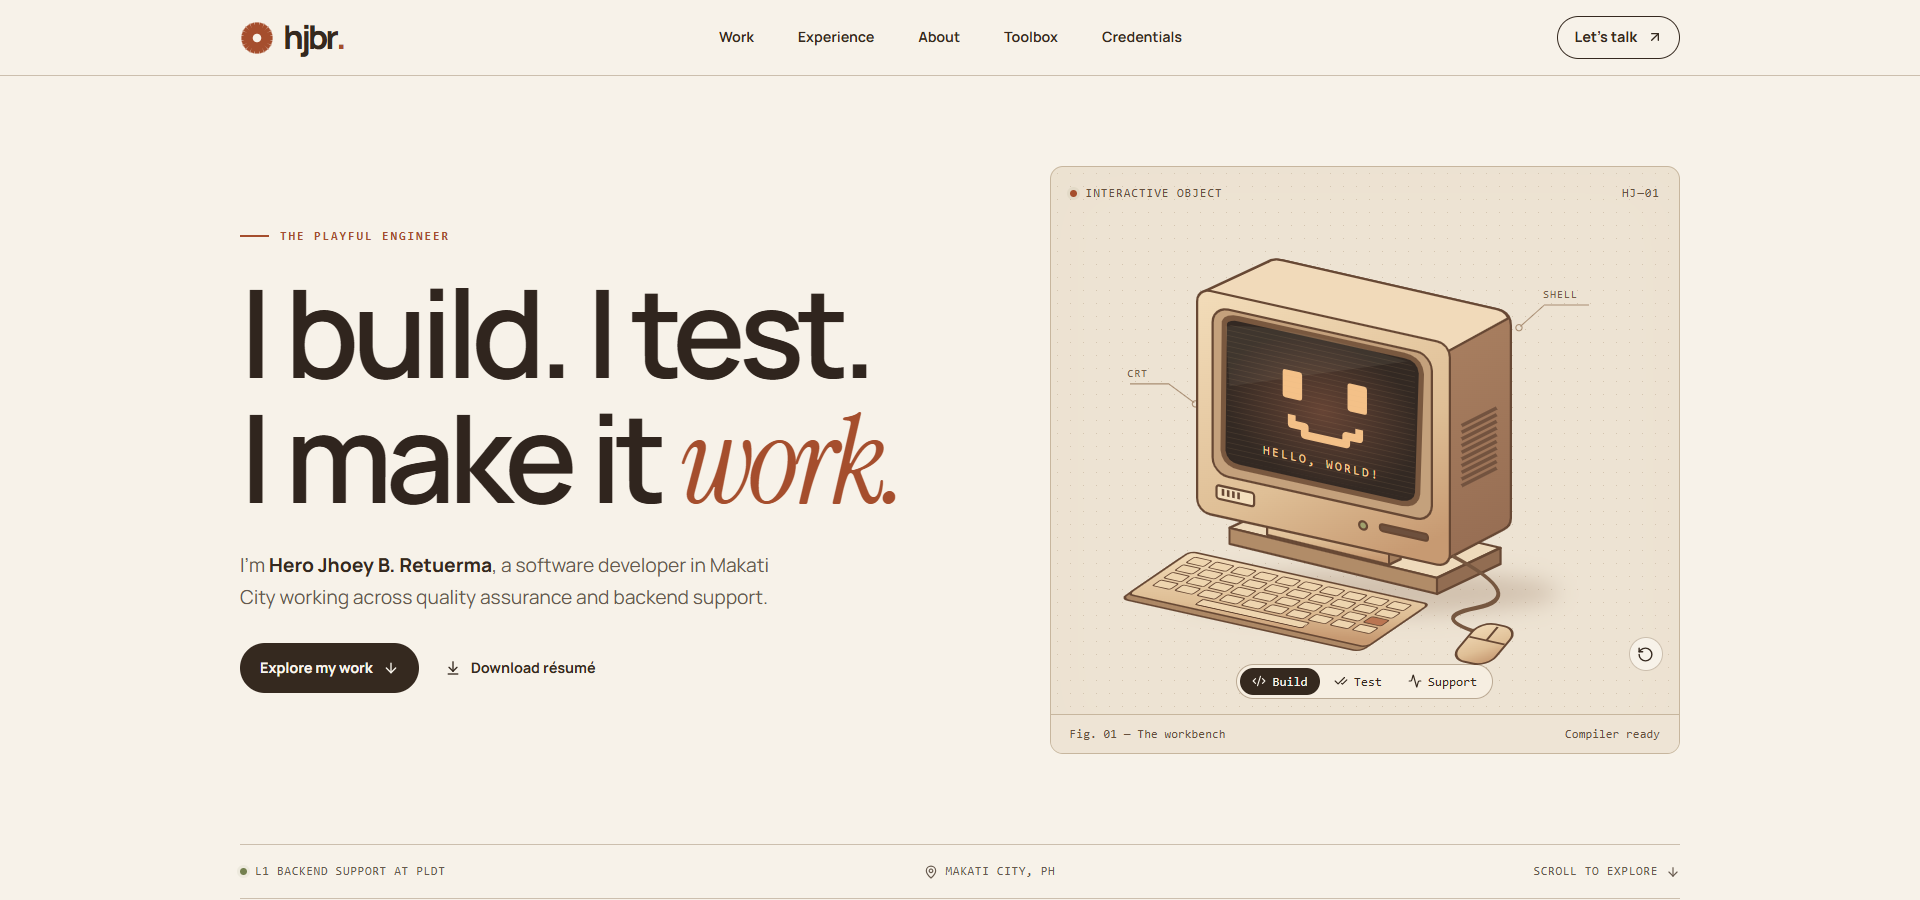 hjbr.
Work
Experience
About
Toolbox
Credentials
Let's talk
THE PLAYFUL ENGINEER
I build. I test.
I make it work.
I'm Hero Jhoey B. Retuerma, a software developer in Makati
City working across quality assurance and backend support.
Explore my work
Download résumé
INTERACTIVE OBJECT
HJ—01
SHELL
CRT
HELLO, WORLD!
Build
Test
Support
Fig. 01 — The workbench
Compiler ready
L1 BACKEND SUPPORT AT PLDT
MAKATI CITY, PH
SCROLL TO EXPLORE